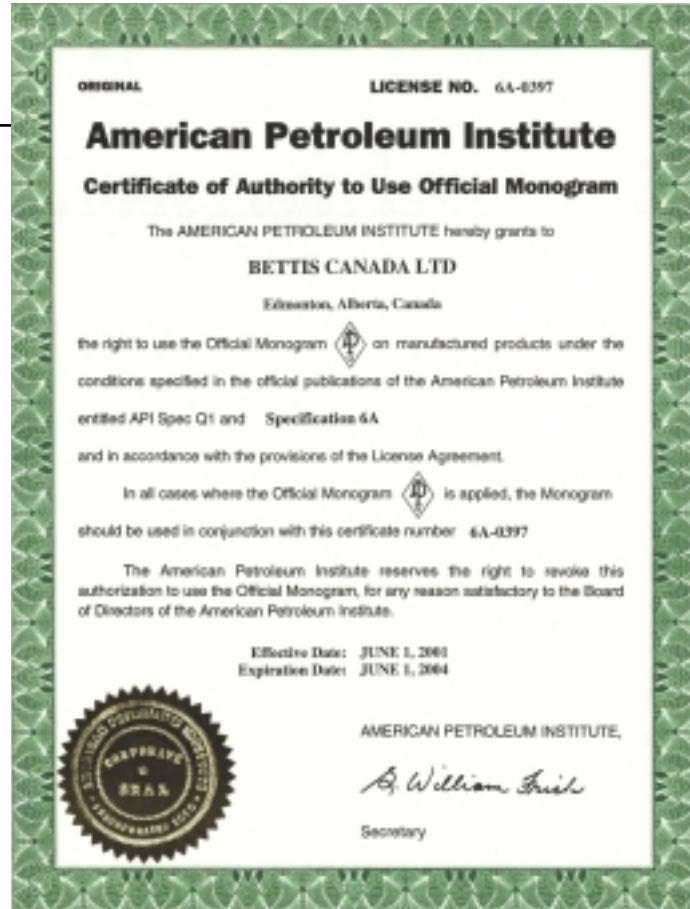 ORIGINAL LICENSE NO. 6A-0397
American Petroleum Institute
Certificate of Authority to Use Official Monogram
The AMERICAN PETROLEUM INSTITUTE hereby grants to
BETTIS CANADA LTD
Edmonton, Alberta, Canada
the right to use the Official Monogram API on manufactured products under the
conditions specified in the official publications of the American Petroleum Institute
entitled API Spec Q1 and Specification 6A
and in accordance with the provisions of the License Agreement.
In all cases where the Official Monogram API is applied, the Monogram
should be used in conjunction with this certificate number 6A-0397
The American Petroleum Institute reserves the right to revoke this
authorization to use the Official Monogram, for any reason satisfactory to the Board
of Directors of the American Petroleum Institute.
Effective Date: JUNE 1, 2001
Expiration Date: JUNE 1, 2004
AMERICAN PETROLEUM INSTITUTE
CORPORATE
SEAL
AMERICAN PETROLEUM INSTITUTE,
Secretary